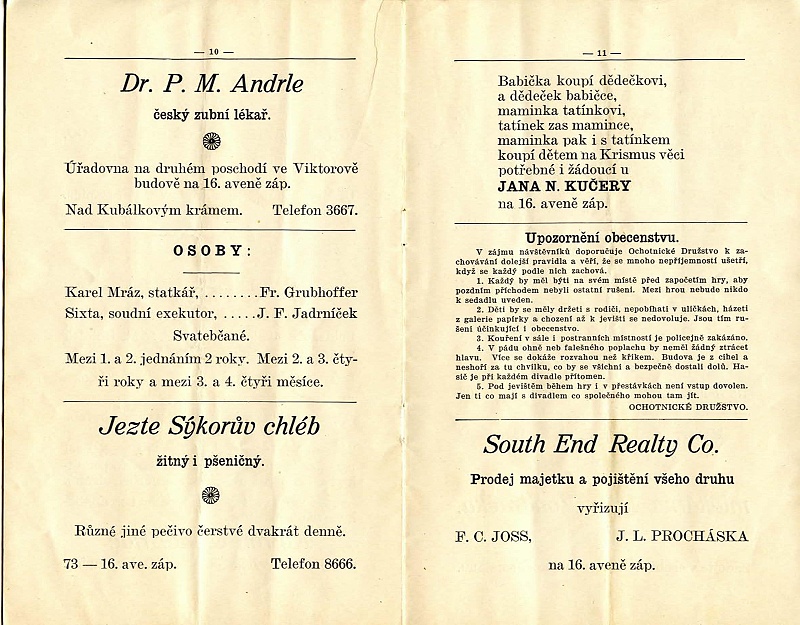 — 10 —
Dr. P. M. Andrle
český zubní lékař.
Úřadovna na druhém poschodí ve Viktorově
budově na 16. aveně záp.
Nad Kubálkovým krámem. Telefon 3667.
OSOBY:
Karel Mráz, statkář, ........Fr. Grubhoffer
Sixta, soudní exekutor, .....J. F. Jadrníček
Svatebčané.
Mezi 1. a 2. jednáním 2 roky. Mezi 2. a 3. čty-
ři roky a mezi 3. a 4. čtyři měsíce.
Jezte Sýkorův chléb
žitný i pšeničný.
Různé jiné pečivo čerstvé dvakrát denně.
73 — 16. ave. záp. Telefon 8666.
— 11 —
Babička koupí dědečkovi,
a dědeček babičce,
maminka tatínkovi,
tatínek zas mamince,
maminka pak i s tatínkem
koupí dětem na Krismus věci
potřebné i žádoucí u
JANA N. KUČERY
na 16. aveně záp.
Upozornění obecenstvu.
V zájmu návštěvníků doporučuje Ochotnické Družstvo k za-
chovávání dolejší pravidla a věří, že se mnoho nepříjemností ušetří,
když se každý podle nich zachová.
1. Každý by měl býti na svém místě před započetím hry, aby
pozdním příchodem nebyli ostatní rušeni. Mezi hrou nebude nikdo
k sedadlu uveden.
2. Děti by se měly držeti s rodiči, nepobíhati v uličkách, házeti
z galerie papírky a chození až k jevišti se nedovoluje. Jsou tím ru-
šeni účinkující i obecenstvo.
3. Kouření v sále i postranních místností je policejně zakázáno.
4. V pádu ohně neb falešného poplachu by neměl žádný ztrácet
hlavu. Více se dokáže rozvahou než křikem. Budova je z cihel a
neshoří za tu chvilku, co by se všichni a bezpečně dostali dolů. Ha-
sič je při každém divadle přítomen.
5. Pod jevištěm během hry i v přestávkách není vstup dovolen.
Jen ti co mají s divadlem co společného mohou tam jít.
OCHOTNICKÉ DRUŽSTVO.
South End Realty Co.
Prodej majetku a pojištění všeho druhu
vyřizují
F. C. JOSS, J. L. PROCHÁSKA
na 16. aveně záp.